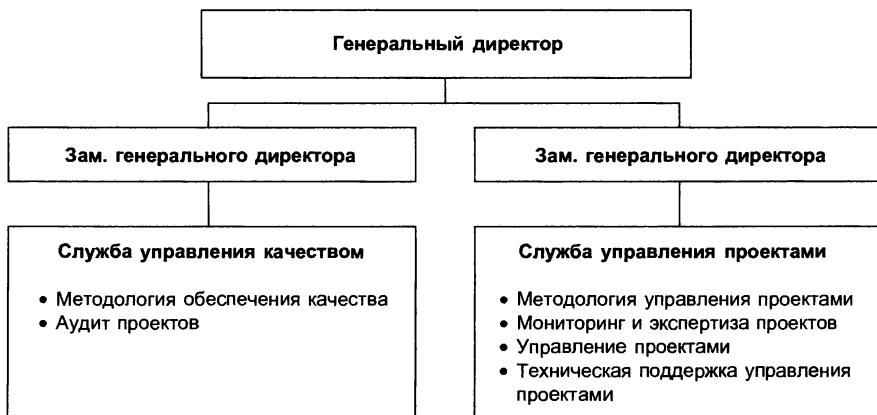 Генеральный директор
Зам. генерального директора
Зам. генерального директора
Служба управления качеством
• Методология обеспечения качества
• Аудит проектов
Служба управления проектами
• Методология управления проектами
• Мониторинг и экспертиза проектов
• Управление проектами
• Техническая поддержка управления
проектами